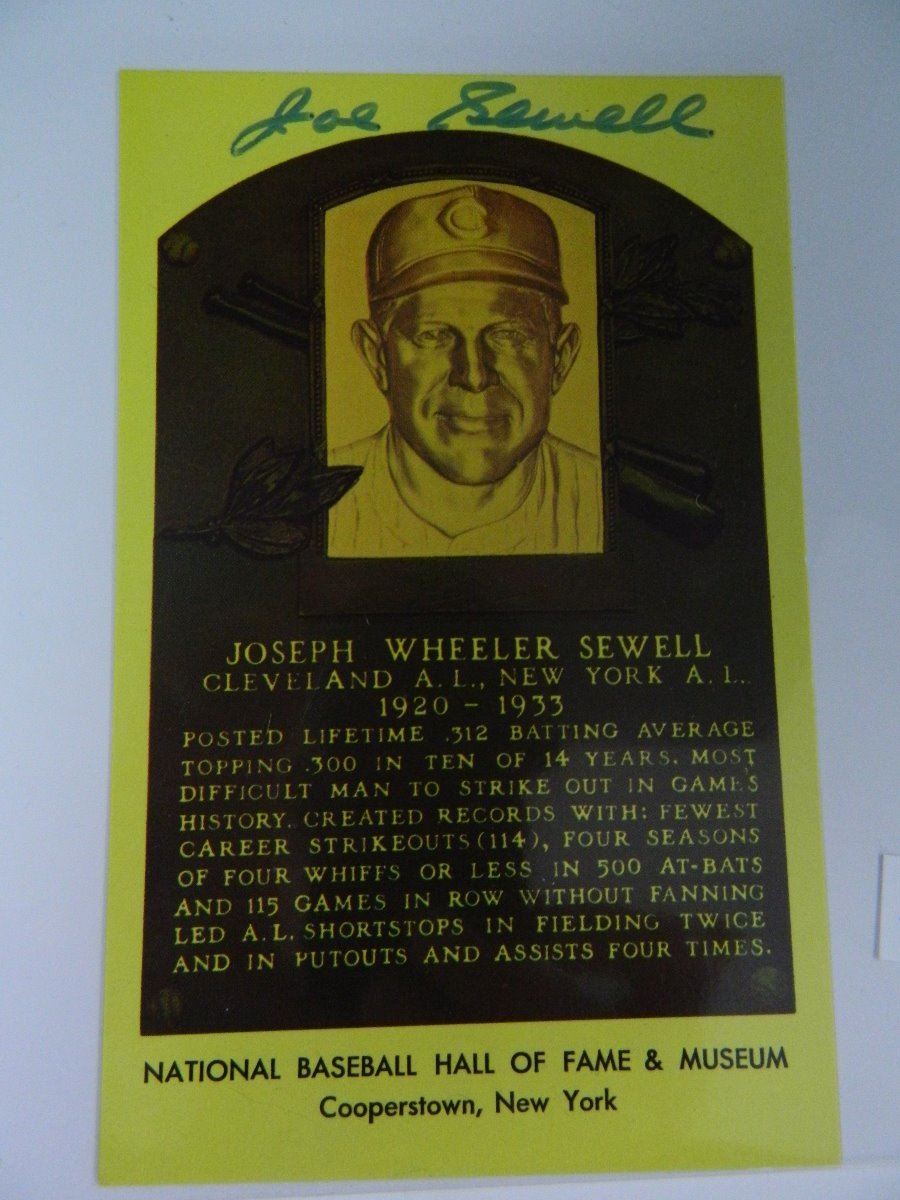 Joe Sewell
C
JOSEPH WHEELER SEWELL
CLEVELAND A.L., NEW YORK A.L.
1920 - 1933
POSTED LIFETIME .312 BATTING AVERAGE
TOPPING .300 IN TEN OF 14 YEARS. MOST
DIFFICULT MAN TO STRIKE OUT IN GAMES
HISTORY. CREATED RECORDS WITH: FEWEST
CAREER STRIKEOUTS (114), FOUR SEASONS
OF FOUR WHIFFS OR LESS IN 500 AT-BATS
AND 115 GAMES IN ROW WITHOUT FANNING
LED A.L. SHORTSTOPS IN FIELDING TWICE
AND IN PUTOUTS AND ASSISTS FOUR TIMES.
NATIONAL BASEBALL HALL OF FAME & MUSEUM
Cooperstown, New York